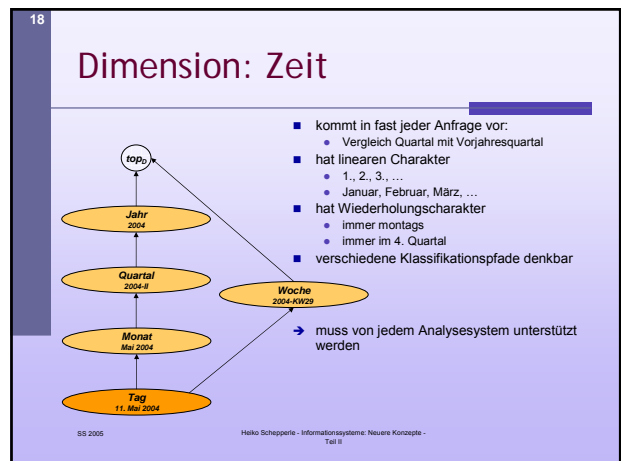 18
Dimension: Zeit
kommt in fast jeder Anfrage vor:
Vergleich Quartal mit Vorjahresquartal
hat linearen Charakter
1., 2., 3., …
Januar, Februar, März, …
hat Wiederholungscharakter
immer montags
immer im 4. Quartal
verschiedene Klassifikationspfade denkbar
muss von jedem Analysesystem unterstützt
werden
topD
Jahr
2004
Quartal
2004-II
Woche
2004-KW29
Monat
Mai 2004
Tag
11. Mai 2004
SS 2005
Heiko Schepperle - Informationssysteme: Neuere Konzepte -
Teil II